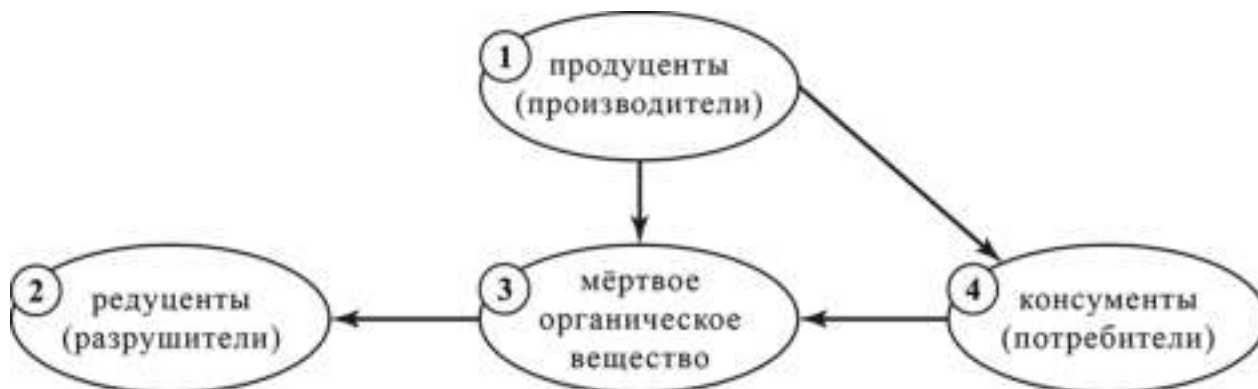 1
продуценты
(производители)
2
редуценты
(разрушители)
3
мёртвое
органическое
вещество
4
консументы
(потребители)